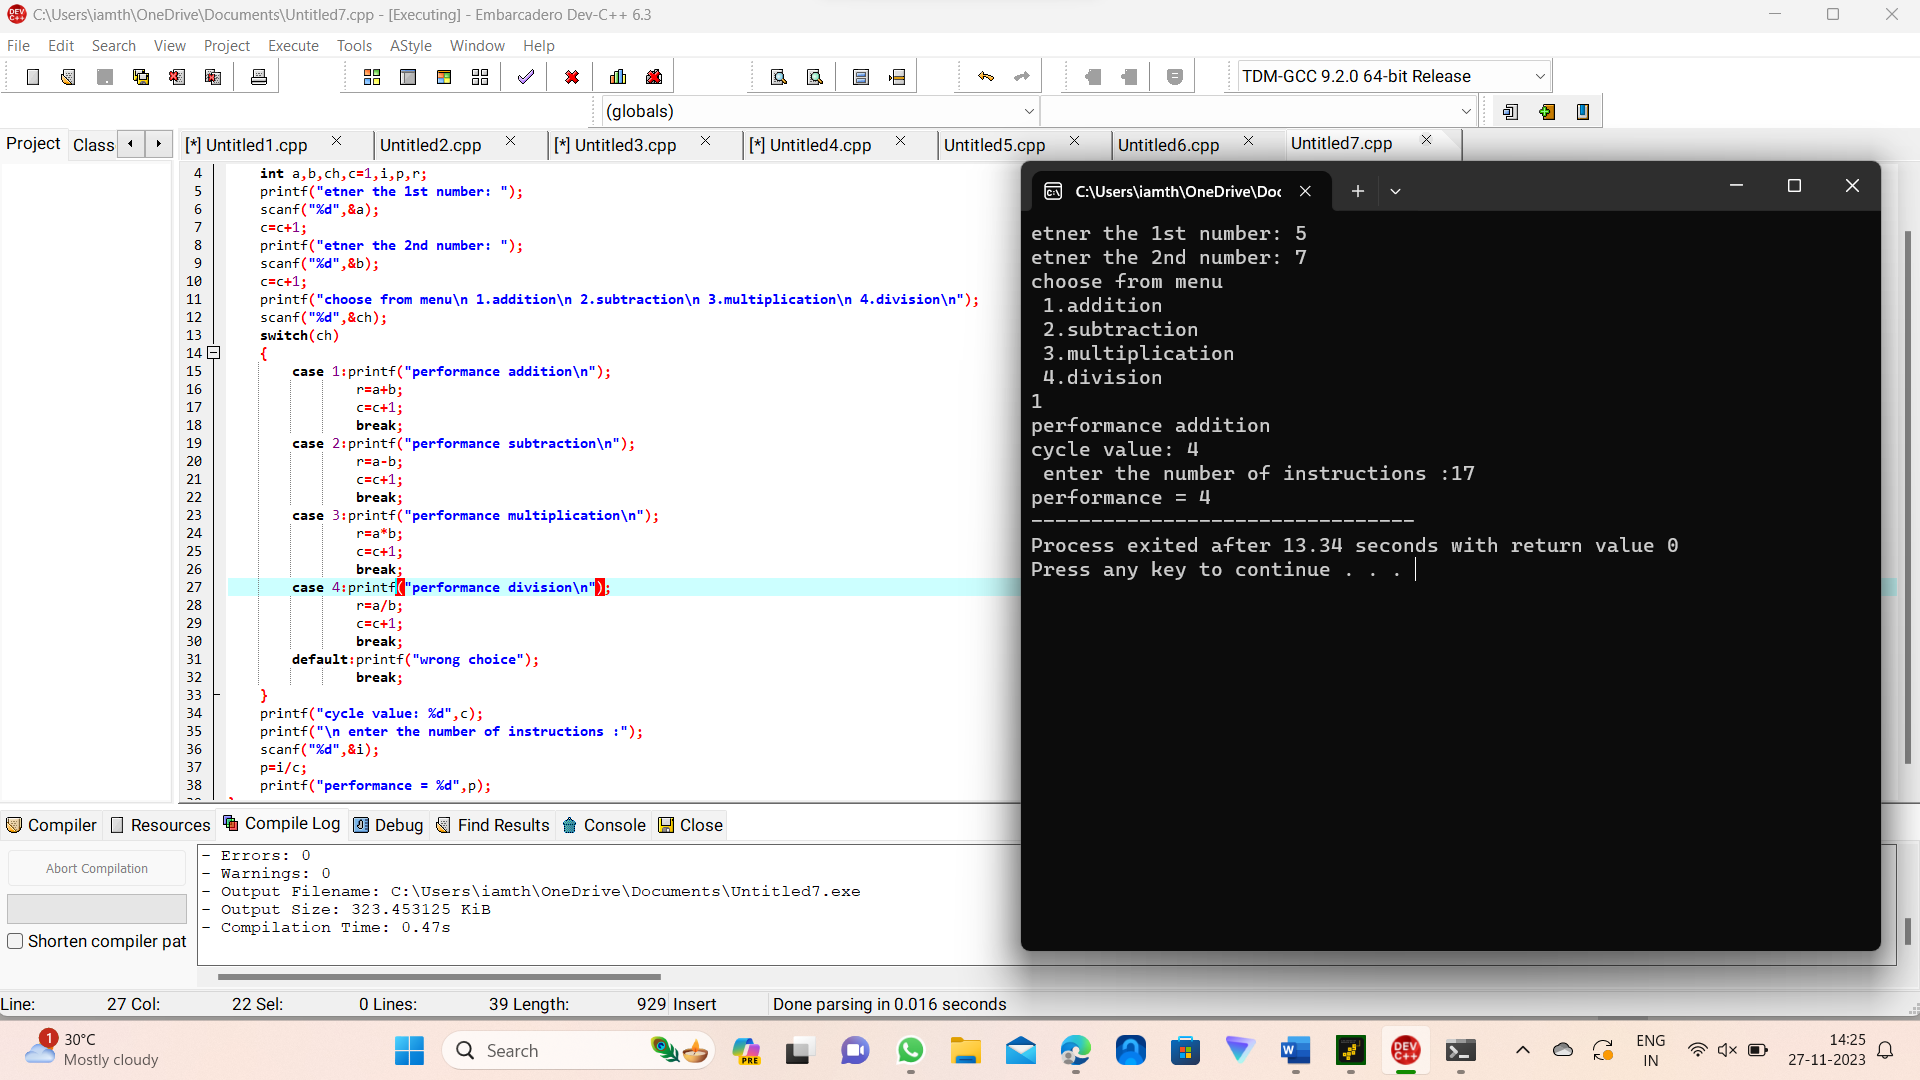 C:\Users\iamth\OneDrive\Documents\Untitled7.cpp - [Executing] - Embarcadero Dev-C++ 6.3
File Edit Search View Project Execute Tools AStyle Window Help
TDM-GCC 9.2.0 64-bit Release
(globals)
Project Class [*] Untitled1.cpp Untitled2.cpp [*] Untitled3.cpp [*] Untitled4.cpp Untitled5.cpp Untitled6.cpp Untitled7.cpp
4 int a,b,ch,c=1,i,p,r;
5 printf("etner the 1st number: ");
6 scanf("%d",&a);
7 c=c+1;
8 printf("etner the 2nd number: ");
9 scanf("%d",&b);
10 c=c+1;
11 printf("choose from menu\n 1.addition\n 2.subtraction\n 3.multiplication\n 4.division\n");
12 scanf("%d",&ch);
13 switch(ch)
14 {
15 case 1:printf("performance addition\n");
16 r=a+b;
17 c=c+1;
18 break;
19 case 2:printf("performance subtraction\n");
20 r=a-b;
21 c=c+1;
22 break;
23 case 3:printf("performance multiplication\n");
24 r=a*b;
25 c=c+1;
26 break;
27 case 4:printf("performance division\n");
28 r=a/b;
29 c=c+1;
30 break;
31 default:printf("wrong choice");
32 break;
33 }
34 printf("cycle value: %d",c);
35 printf("\n enter the number of instructions :");
36 scanf("%d",&i);
37 p=i/c;
38 printf("performance = %d",p);
C:\Users\iamth\OneDrive\Doc
etner the 1st number: 5
etner the 2nd number: 7
choose from menu
1.addition
2.subtraction
3.multiplication
4.division
1
performance addition
cycle value: 4
enter the number of instructions :17
performance = 4
--------------------------------
Process exited after 13.34 seconds with return value 0
Press any key to continue . . .
Compiler Resources Compile Log Debug Find Results Console Close
Abort Compilation
Shorten compiler pat
- Errors: 0
- Warnings: 0
- Output Filename: C:\Users\iamth\OneDrive\Documents\Untitled7.exe
- Output Size: 323.453125 KiB
- Compilation Time: 0.47s
Line: 27 Col: 22 Sel: 0 Lines: 39 Length: 929 Insert Done parsing in 0.016 seconds
1
30°C
Mostly cloudy
Search
PRE
DEV C++
ENG
IN
14:25
27-11-2023